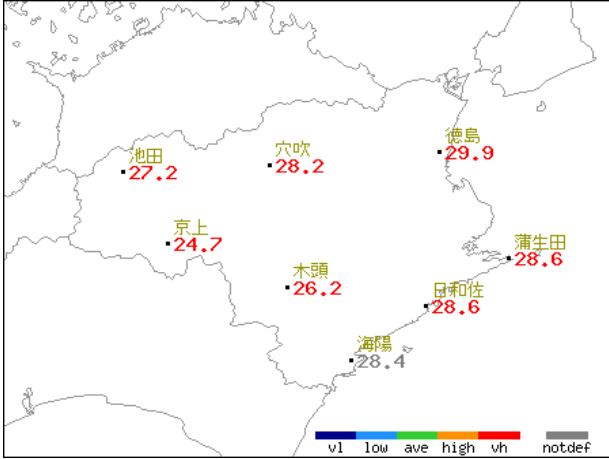 徳島
29.9
池田
27.2
穴吹
28.2
京上
24.7
蒲生田
28.6
木頭
26.2
日和佐
28.6
海陽
28.4
vl low ave high vh notdef